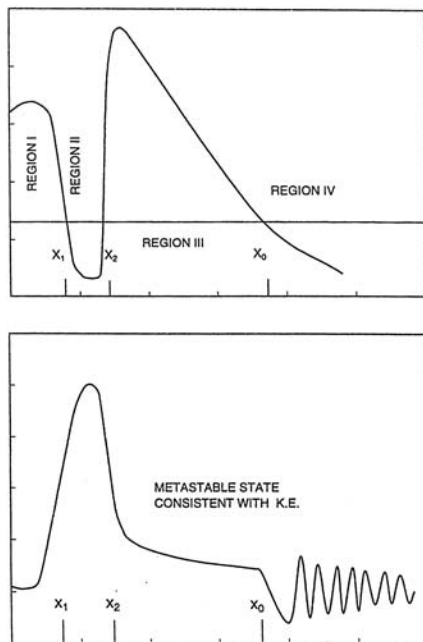 REGION I
REGION II
REGION IV
REGION III
X₁
X₂
X₀
METASTABLE STATE
CONSISTENT WITH K.E.
X₁
X₂
X₀